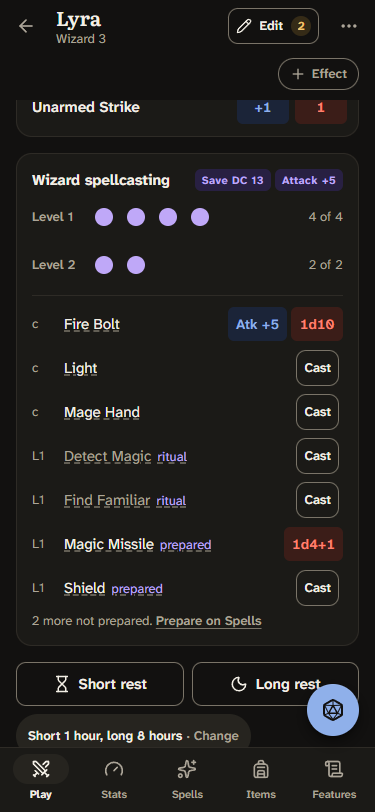 Lyra
Wizard 3
Edit 2
Effect
Unarmed Strike +1 1
Wizard spellcasting Save DC 13 Attack +5
Level 1 4 of 4
Level 2 2 of 2
c Fire Bolt Atk +5 1d10
c Light Cast
c Mage Hand Cast
L1 Detect Magic ritual Cast
L1 Find Familiar ritual Cast
L1 Magic Missile prepared 1d4+1
L1 Shield prepared Cast
2 more not prepared. Prepare on Spells
Short rest Long rest
Short 1 hour, long 8 hours · Change
Play Stats Spells Items Features